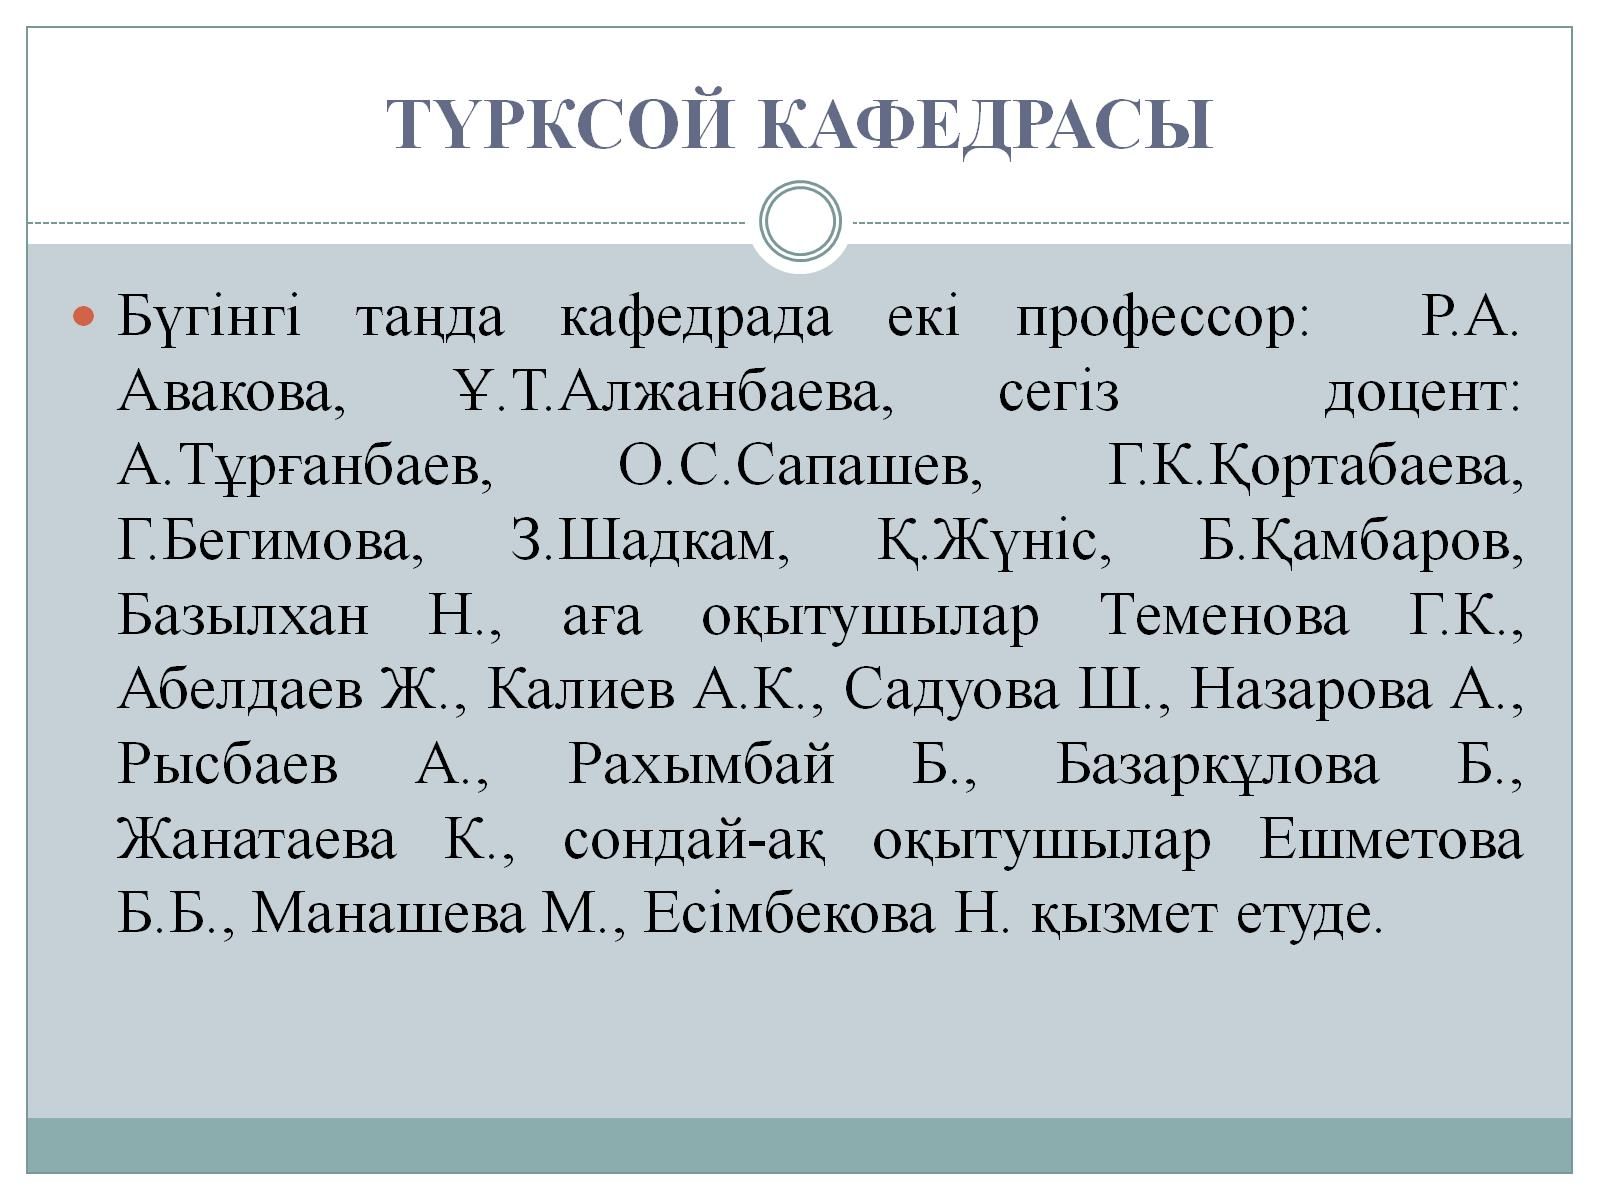 ТҮРКСОЙ КАФЕДРАСЫ
Бүгінгі таңда кафедрада екі профессор: Р.А.
Авакова, Ұ.Т.Алжанбаева, сегіз доцент:
А.Тұрғанбаев, О.С.Сапашев, Г.К.Қортабаева,
Г.Бегимова, З.Шадкам, Қ.Жүніс, Б.Қамбаров,
Базылхан Н., аға оқытушылар Теменова Г.К.,
Абелдаев Ж., Калиев А.К., Садуова Ш., Назарова А.,
Рысбаев А., Рахымбай Б., Базаркұлова Б.,
Жанатаева К., сондай-ақ оқытушылар Ешметова
Б.Б., Манашева М., Есімбекова Н. қызмет етуде.